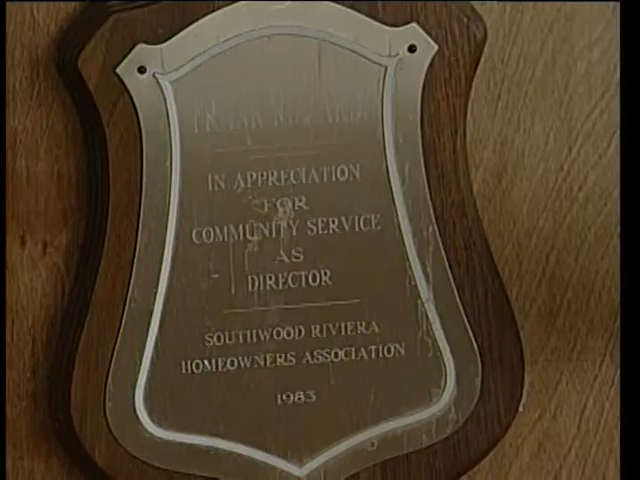 IN APPRECIATION
FOR
COMMUNITY SERVICE
AS
DIRECTOR
SOUTHWOOD RIVIERA
HOMEOWNERS ASSOCIATION
1983